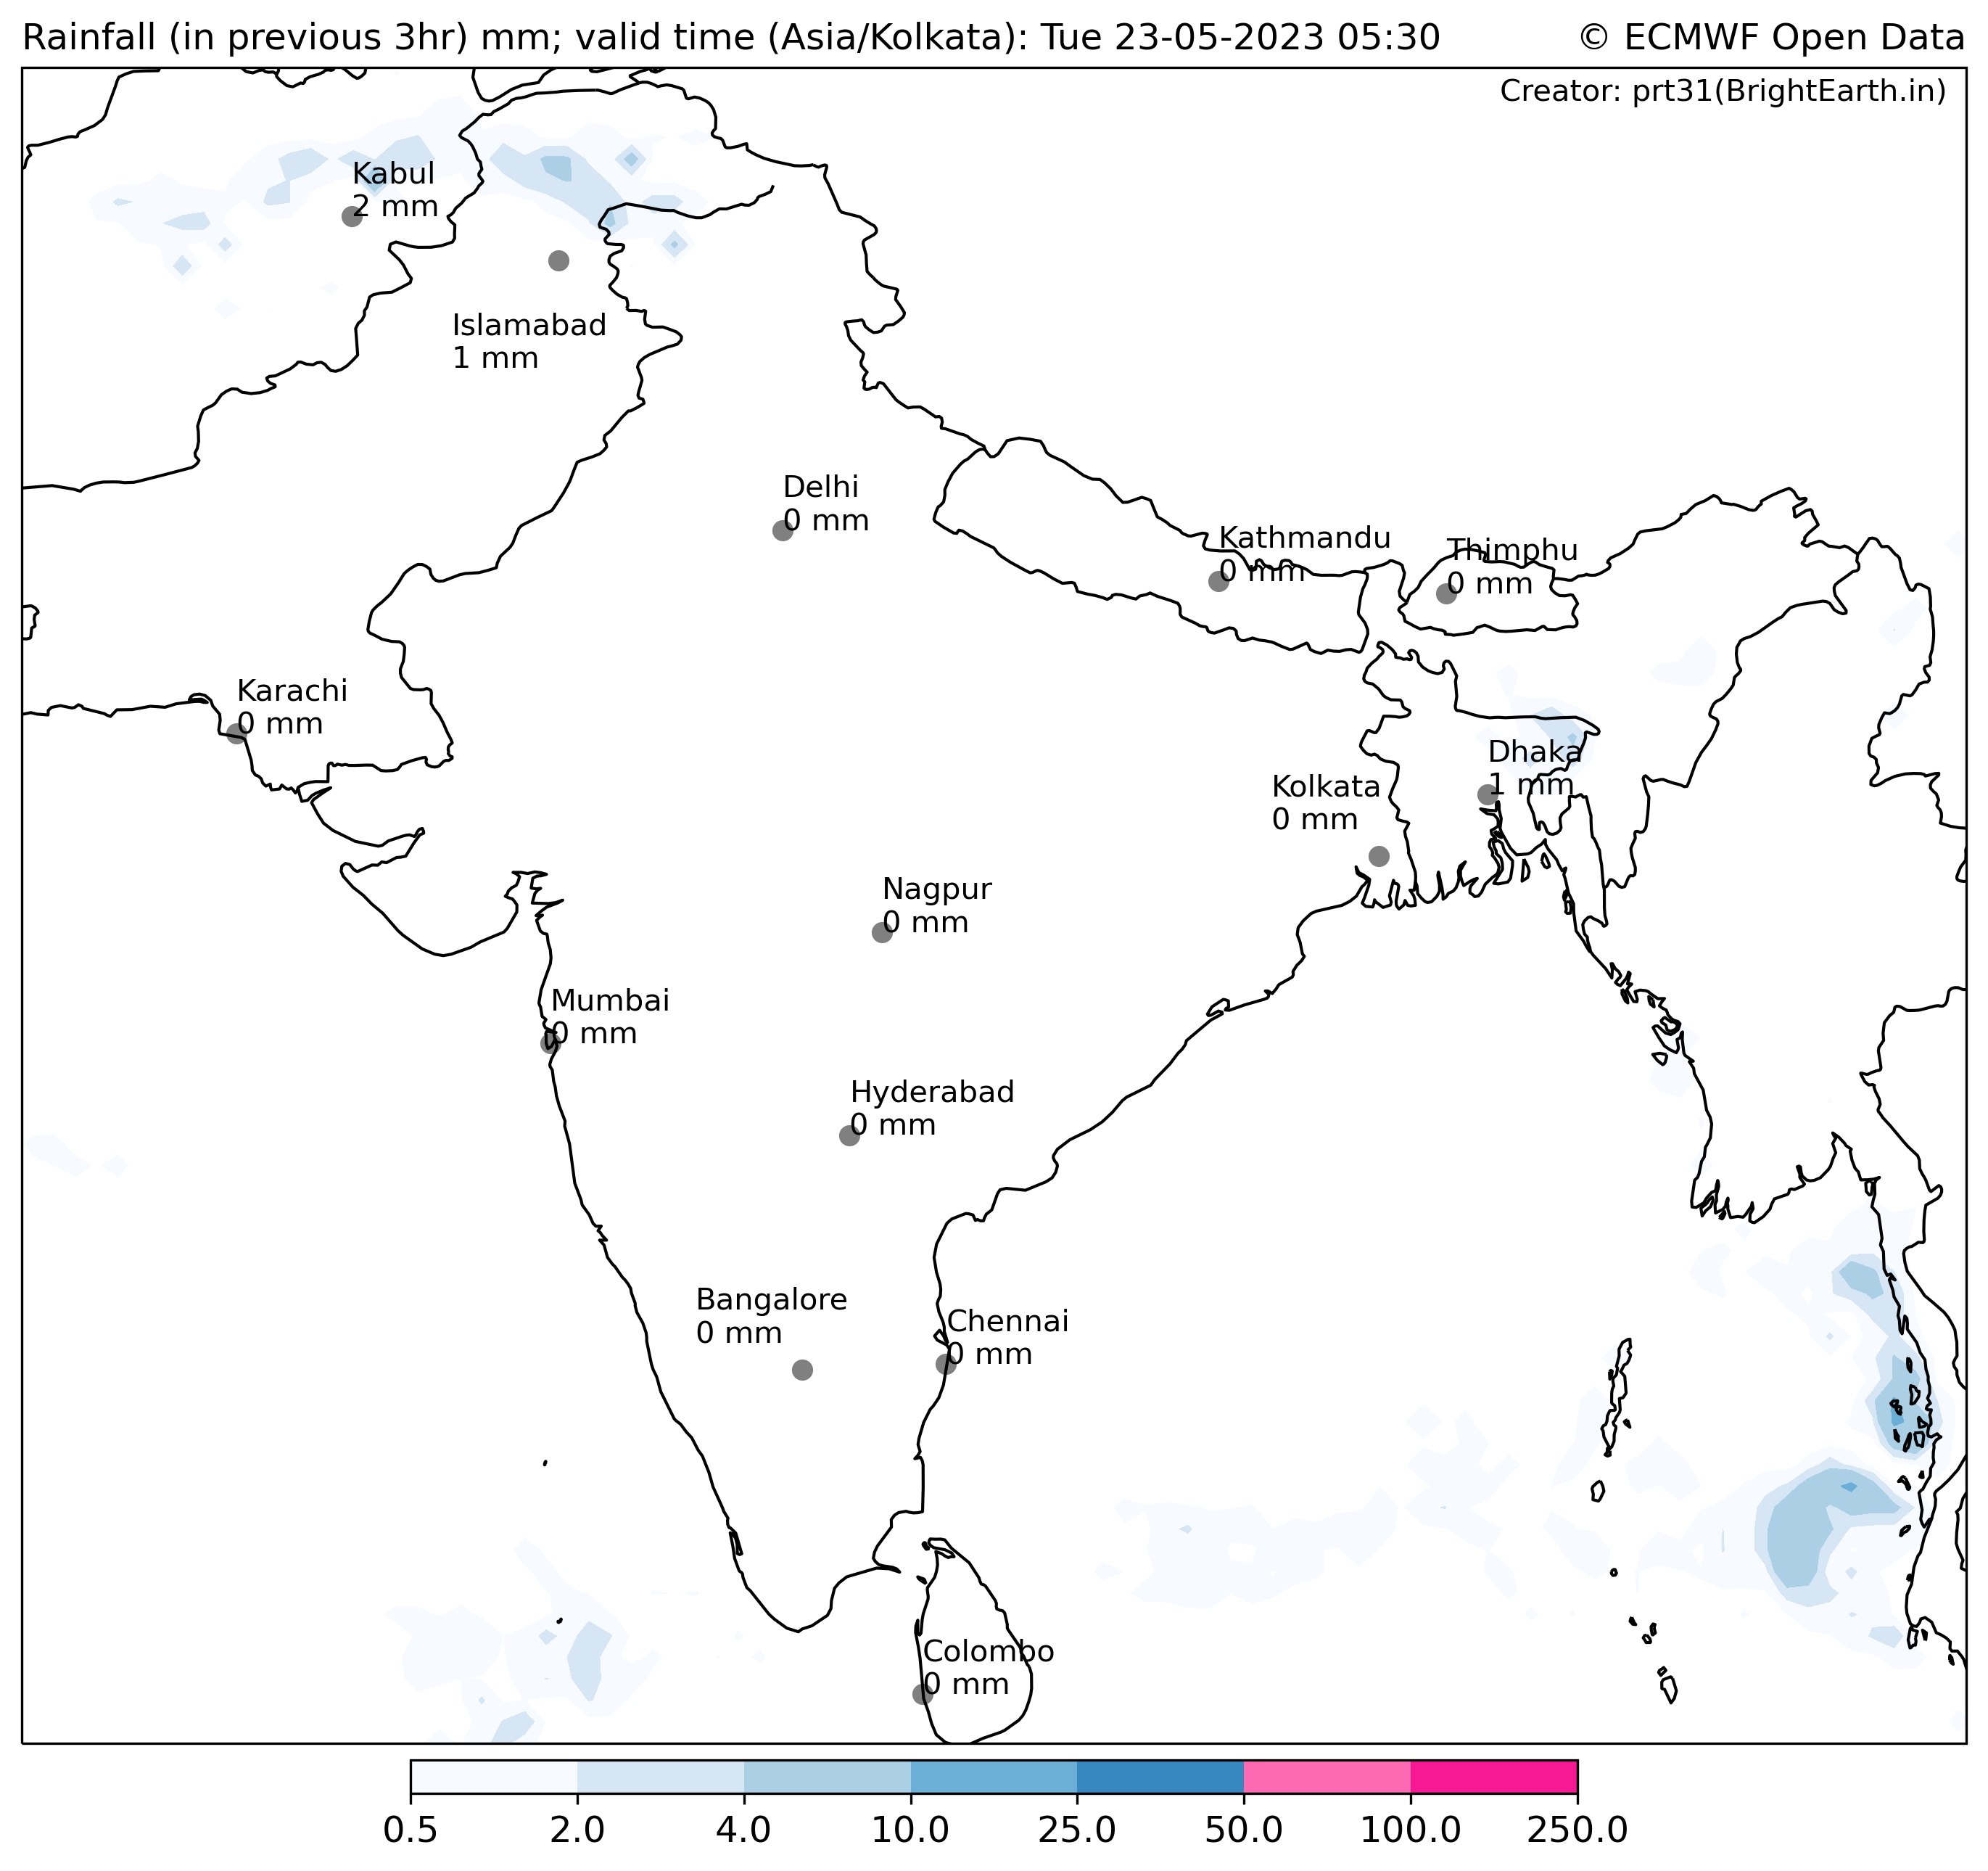 Rainfall (in previous 3hr) mm; valid time (Asia/Kolkata): Tue 23-05-2023 05:30
© ECMWF Open Data
Creator: prt31(BrightEarth.in)
Kabul
2 mm
Islamabad
1 mm
Delhi
0 mm
Kathmandu
0 mm
Thimphu
0 mm
Karachi
0 mm
Dhaka
1 mm
Kolkata
0 mm
Nagpur
0 mm
Mumbai
0 mm
Hyderabad
0 mm
Bangalore
0 mm
Chennai
0 mm
Colombo
0 mm
0.5 2.0 4.0 10.0 25.0 50.0 100.0 250.0